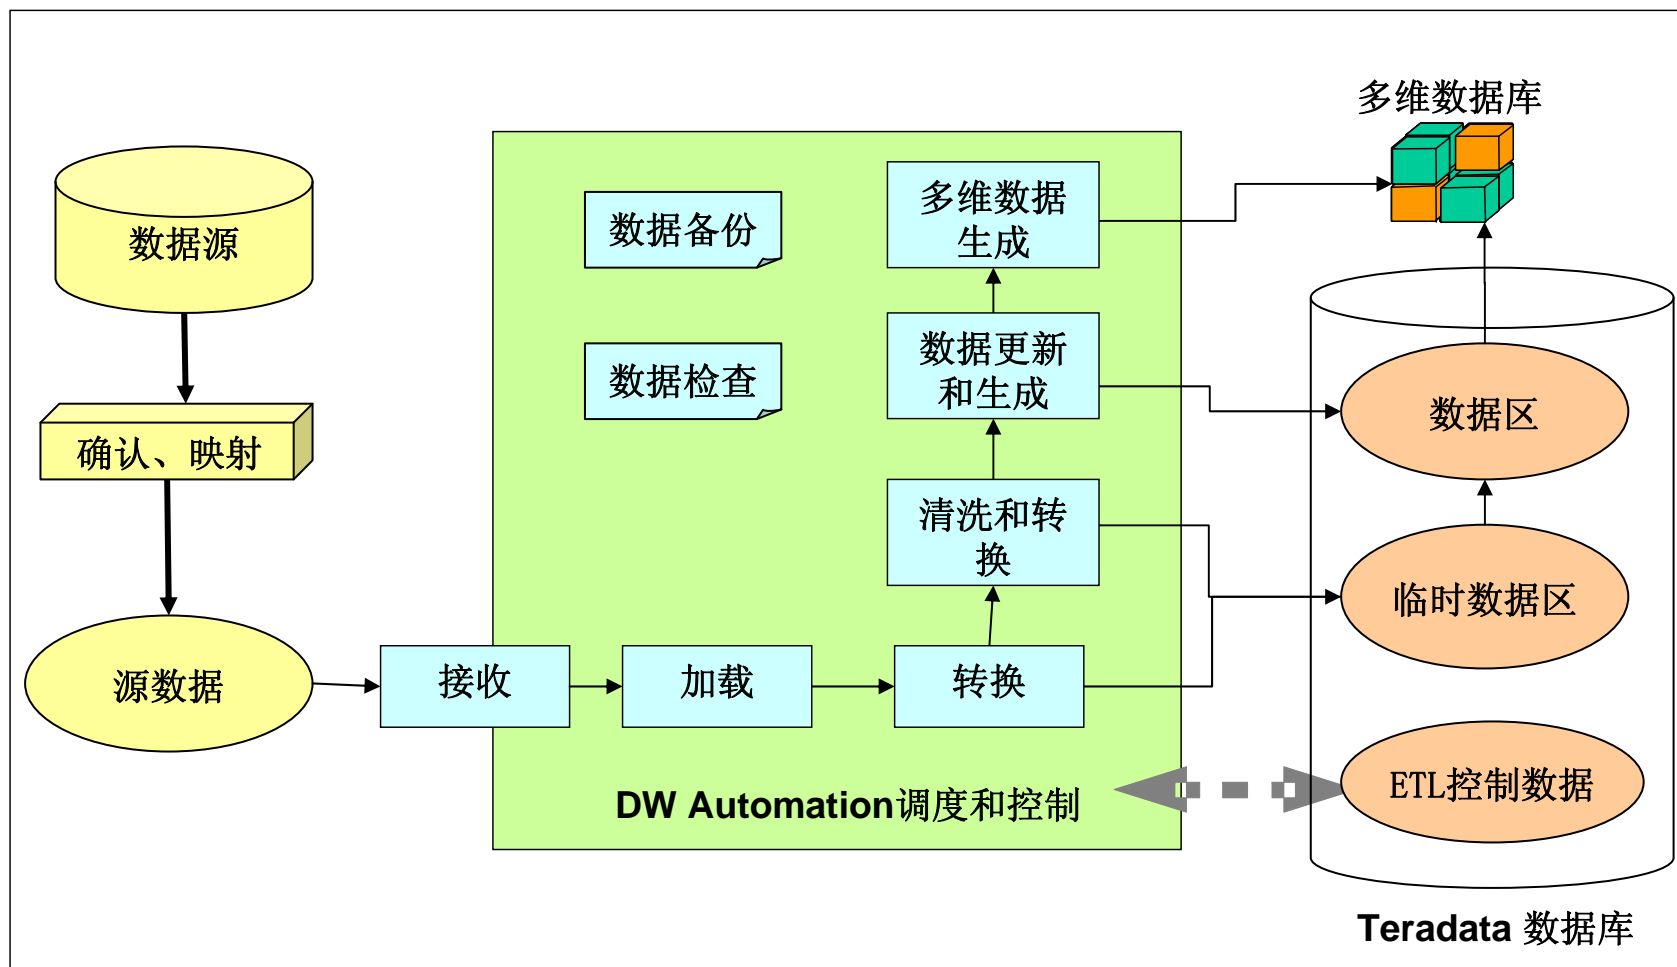 多维数据库
数据源
数据备份
多维数据
生成
数据检查
数据更新
和生成
数据区
确认、映射
清洗和转
换
临时数据区
源数据
接收
加载
转换
ETL控制数据
DW Automation调度和控制
Teradata 数据库